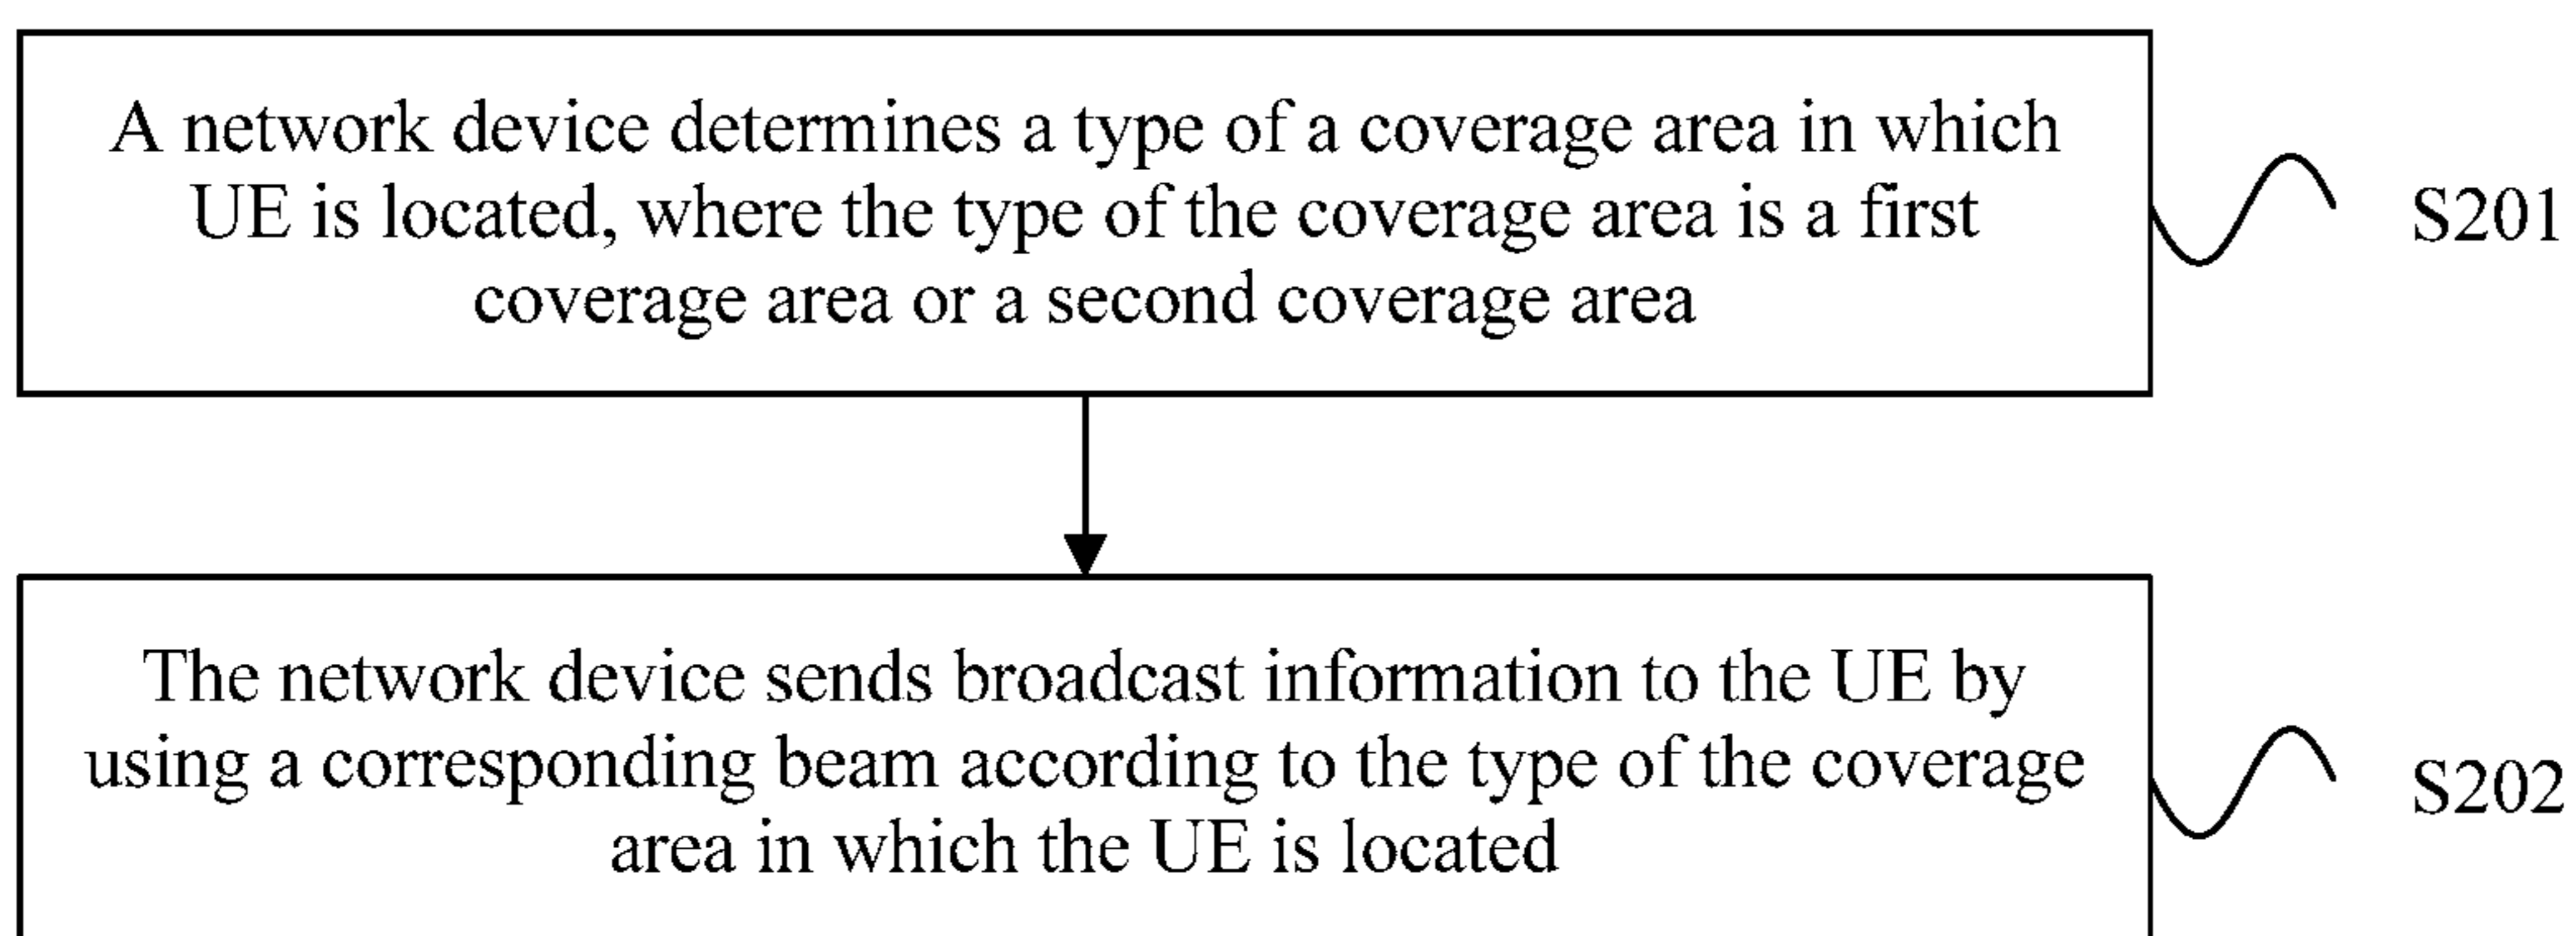 A network device determines a type of a coverage area in which
UE is located, where the type of the coverage area is a first
coverage area or a second coverage area
S201
The network device sends broadcast information to the UE by
using a corresponding beam according to the type of the coverage
area in which the UE is located
S202